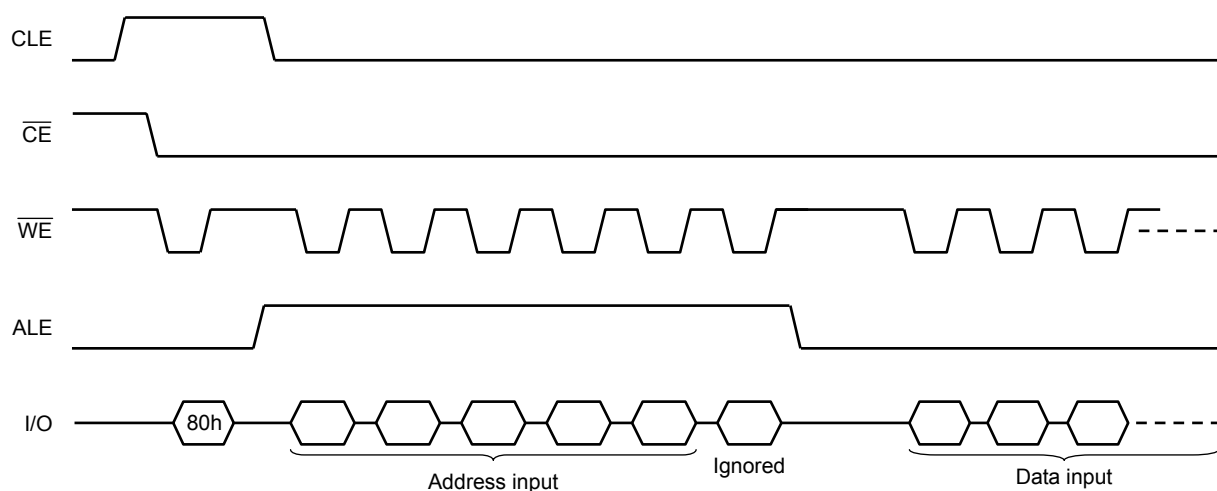 CLE
CE
WE
ALE
I/O
80h
Address input
Ignored
Data input